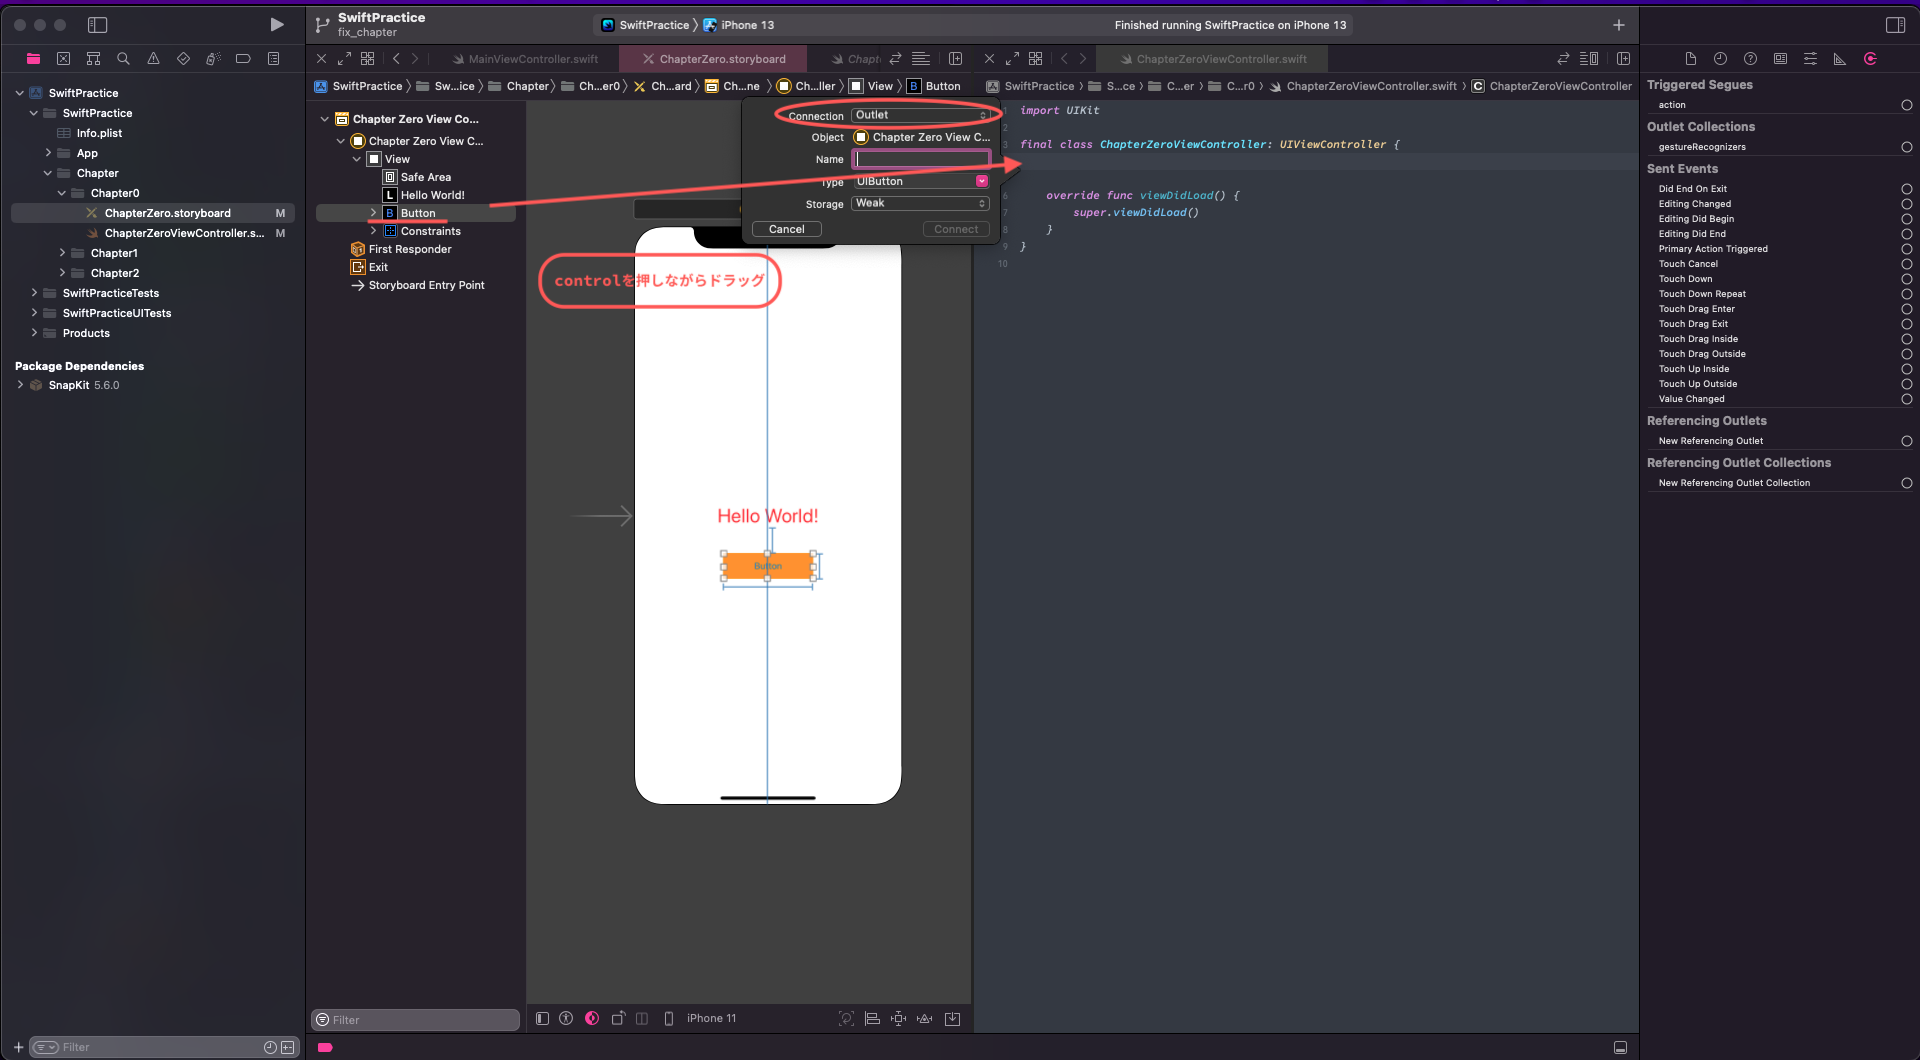 SwiftPractice
fix_chapter
SwiftPractice 〉 iPhone 13
Finished running SwiftPractice on iPhone 13
MainViewController.swift
ChapterZero.storyboard
Chapt
ChapterZeroViewController.swift
SwiftPractice 〉 Sw...ice 〉 Chapter 〉 Ch...er0 〉 Ch...ard 〉 Ch...ne 〉 Ch...ller 〉 View 〉 B Button
SwiftPractice 〉 S...ce 〉 C...er 〉 C...r0 〉 ChapterZeroViewController.swift 〉 C ChapterZeroViewController
SwiftPractice
SwiftPractice
Info.plist
App
Chapter
Chapter0
ChapterZero.storyboard M
ChapterZeroViewController.s... M
Chapter1
Chapter2
SwiftPracticeTests
SwiftPracticeUITests
Products
Package Dependencies
SnapKit 5.6.0
Filter
Chapter Zero View Co...
Chapter Zero View C...
View
Safe Area
L Hello World!
B Button
Constraints
First Responder
Exit
Storyboard Entry Point
Filter
Connection Outlet
Object Chapter Zero View C...
Name
Type UIButton
Storage Weak
Cancel
Connect
controlを押しながらドラッグ
Hello World!
Button
iPhone 11
import UIKit
2
3 final class ChapterZeroViewController: UIViewController {
6 override func viewDidLoad() {
7 super.viewDidLoad()
8 }
9 }
10
Triggered Segues
action
Outlet Collections
gestureRecognizers
Sent Events
Did End On Exit
Editing Changed
Editing Did Begin
Editing Did End
Primary Action Triggered
Touch Cancel
Touch Down
Touch Down Repeat
Touch Drag Enter
Touch Drag Exit
Touch Drag Inside
Touch Drag Outside
Touch Up Inside
Touch Up Outside
Value Changed
Referencing Outlets
New Referencing Outlet
Referencing Outlet Collections
New Referencing Outlet Collection